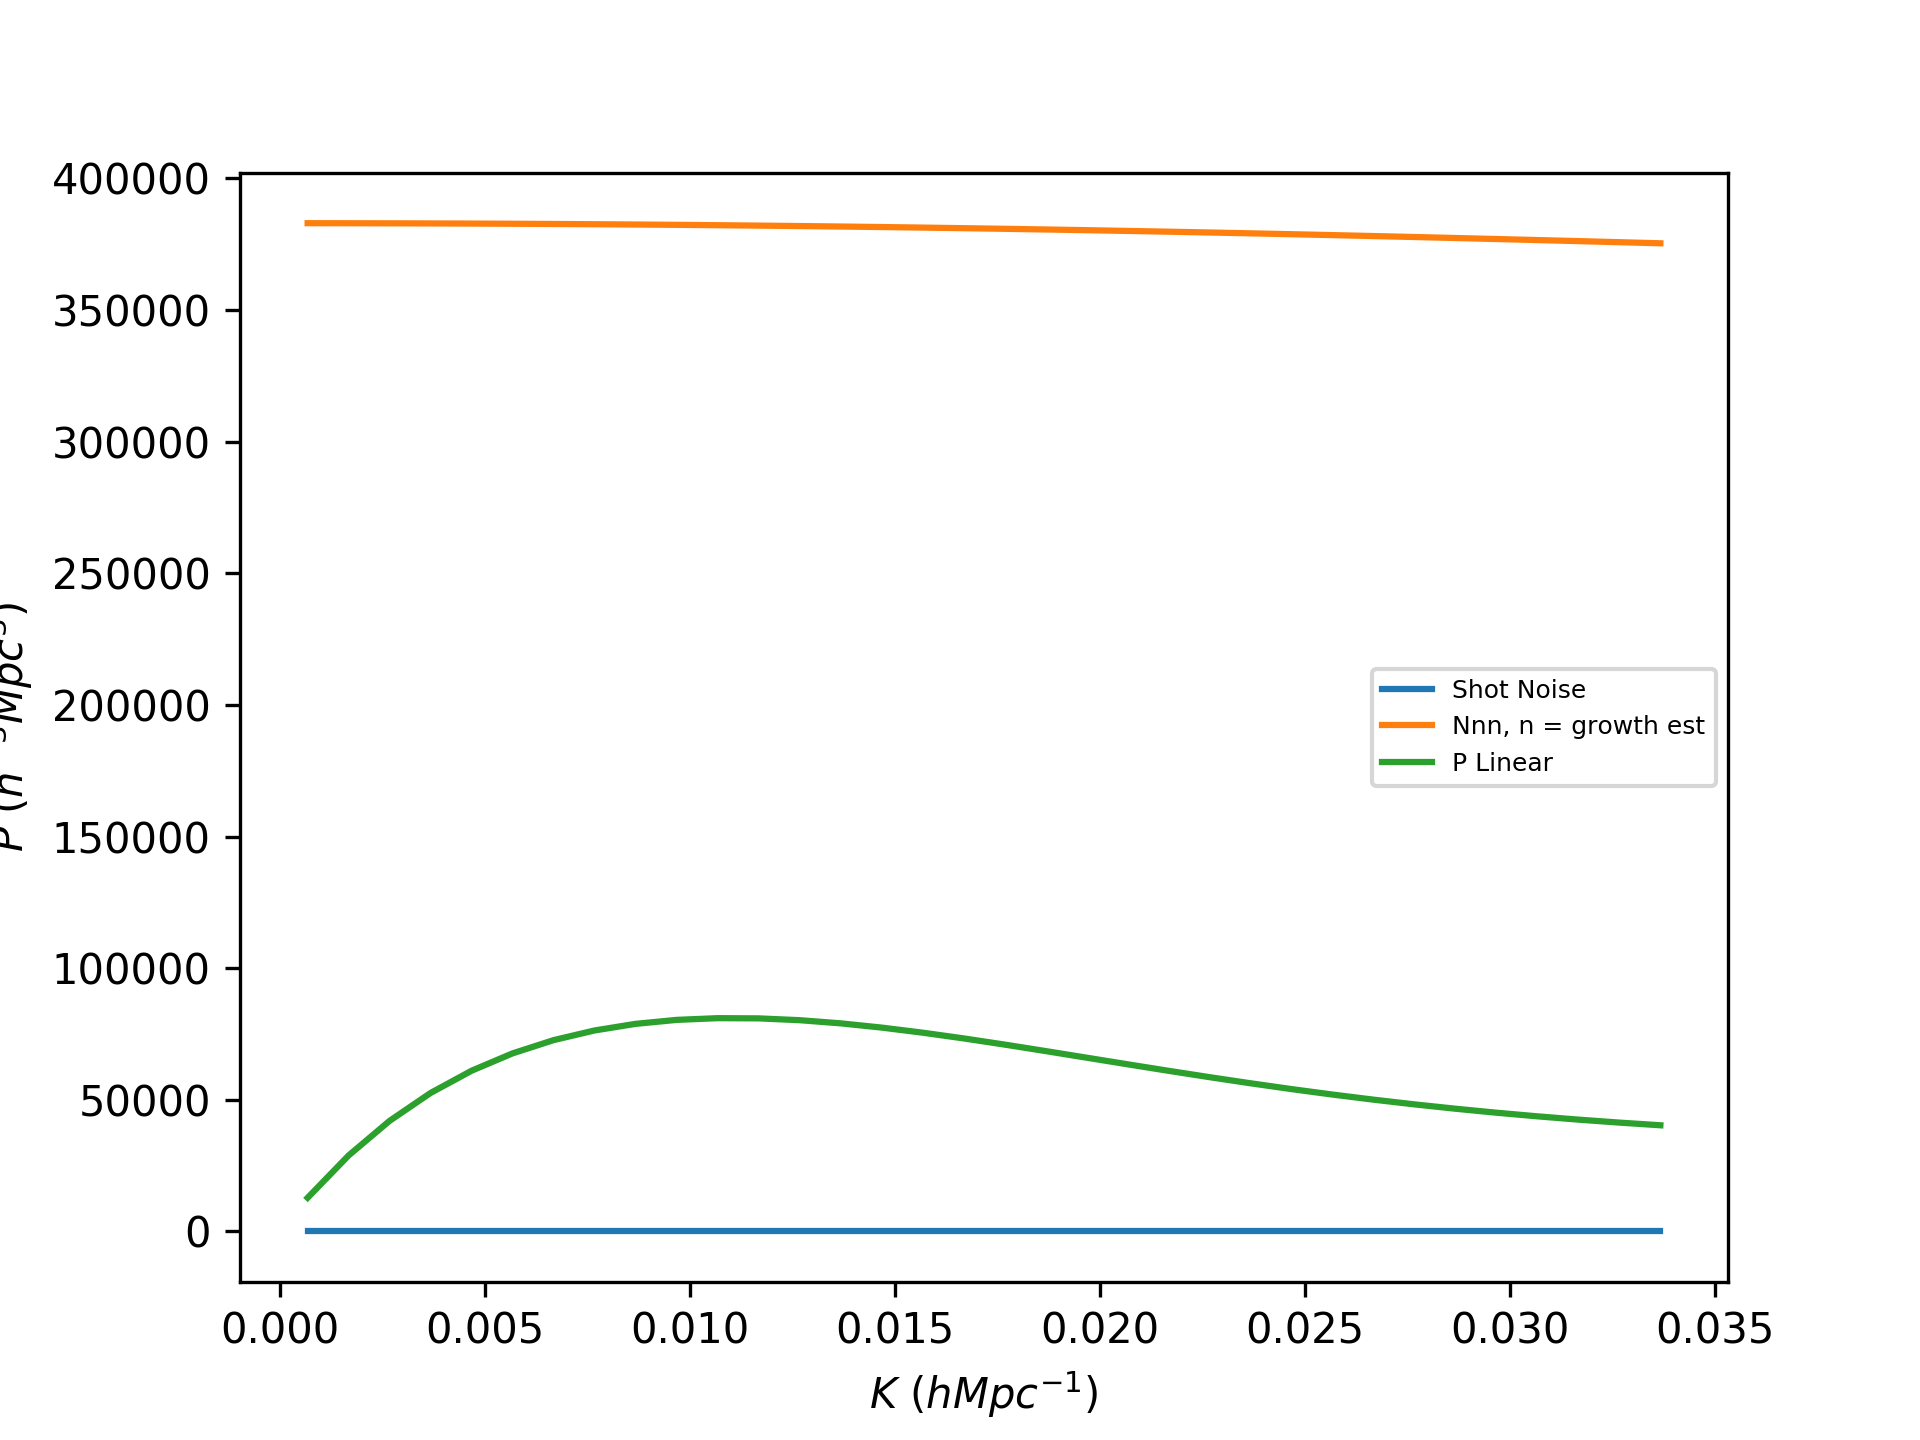 400000
350000
300000
250000
200000
150000
100000
50000
0
P (h⁻³Mpc³)
Shot Noise
Nnn, n = growth est
P Linear
0.000 0.005 0.010 0.015 0.020 0.025 0.030 0.035
K (hMpc⁻¹)